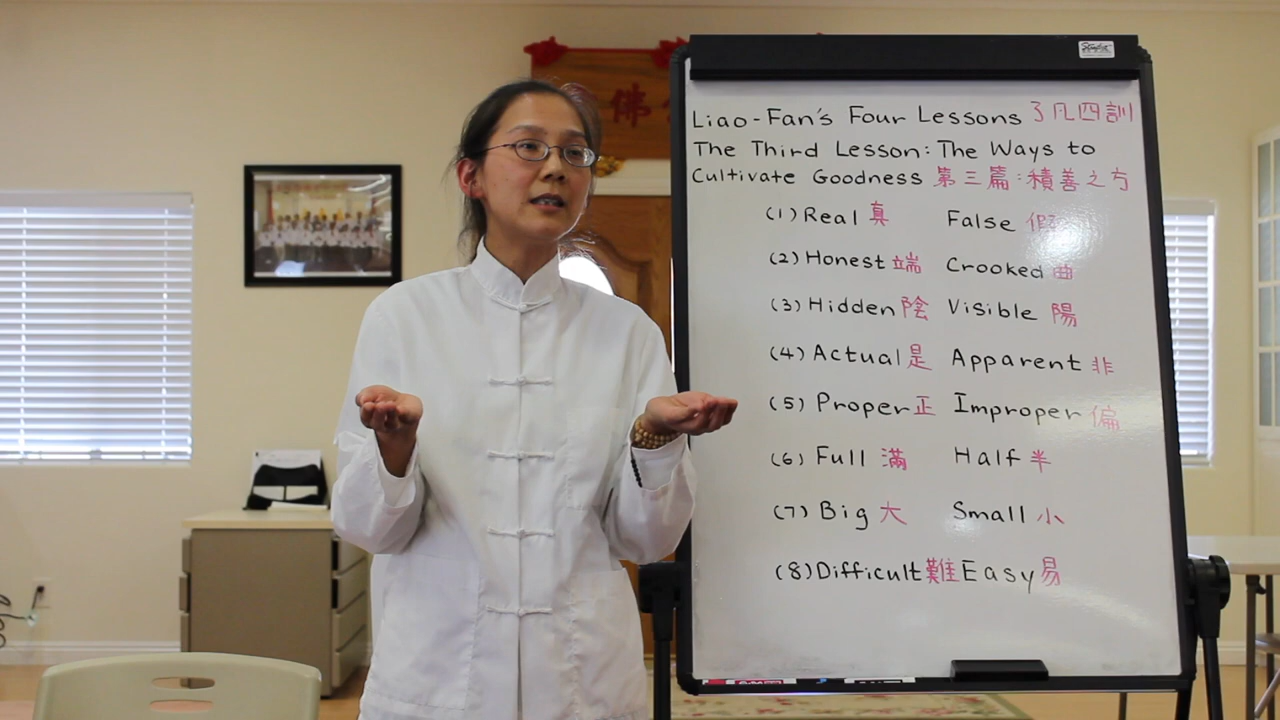 佛
Liao-Fan's Four Lessons 了凡四訓
The Third Lesson: The Ways to
Cultivate Goodness 第三篇:積善之方
(1) Real 真 False 假
(2) Honest 端 Crooked 曲
(3) Hidden 陰 Visible 陽
(4) Actual 是 Apparent 非
(5) Proper 正 Improper 偏
(6) Full 滿 Half 半
(7) Big 大 Small 小
(8) Difficult 難 Easy 易